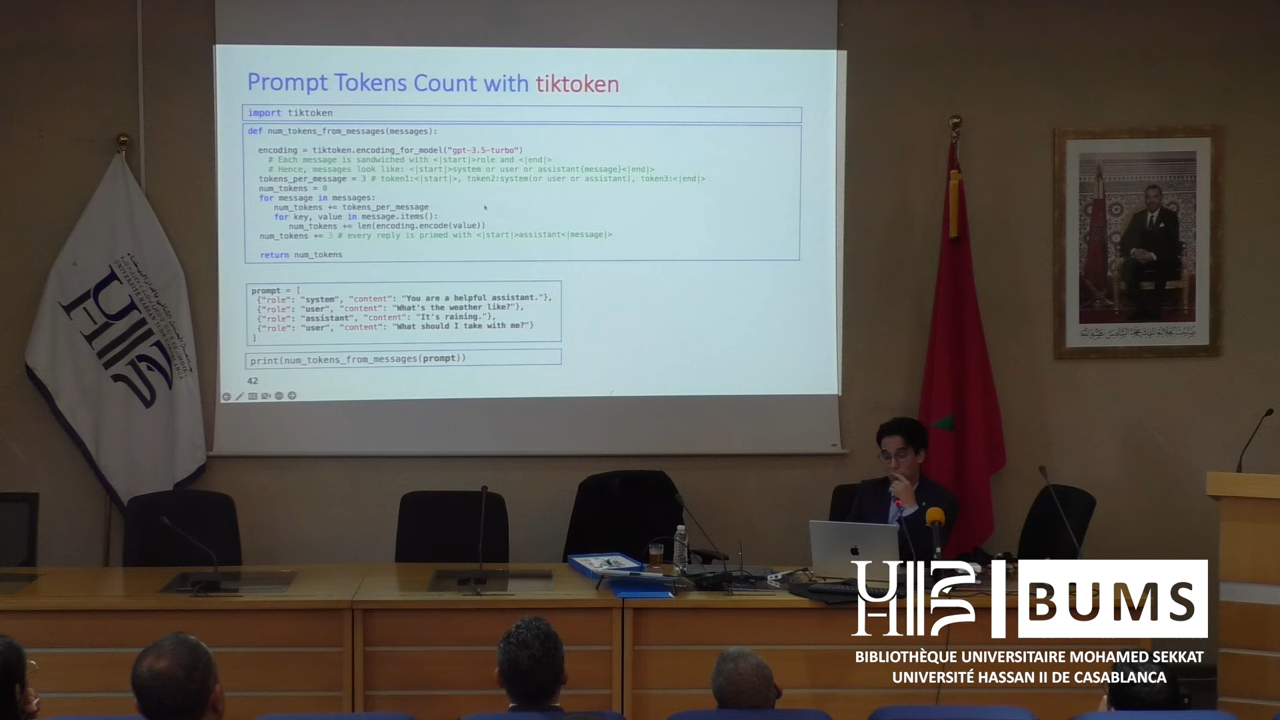 Prompt Tokens Count with tiktoken
import tiktoken
def num_tokens_from_messages(messages):
encoding = tiktoken.encoding_for_model("gpt-3.5-turbo")
# Each message is sandwiched with <|start|>role and <|end|>
# Hence, messages look like: <|start|>system or user or assistant{message}<|end|>
tokens_per_message = 3 # token1:<|start|>, token2:system(or user or assistant), token3:<|end|>
num_tokens = 0
for message in messages:
num_tokens += tokens_per_message
for key, value in message.items():
num_tokens += len(encoding.encode(value))
num_tokens += 3 # every reply is primed with <|start|>assistant<|message|>
return num_tokens
prompt = [
{"role": "system", "content": "You are a helpful assistant."},
{"role": "user", "content": "What's the weather like?"},
{"role": "assistant", "content": "It's raining."},
{"role": "user", "content": "What should I take with me?"}
]
print(num_tokens_from_messages(prompt))
42
BUMS
BIBLIOTHÈQUE UNIVERSITAIRE MOHAMED SEKKAT
UNIVERSITÉ HASSAN II DE CASABLANCA